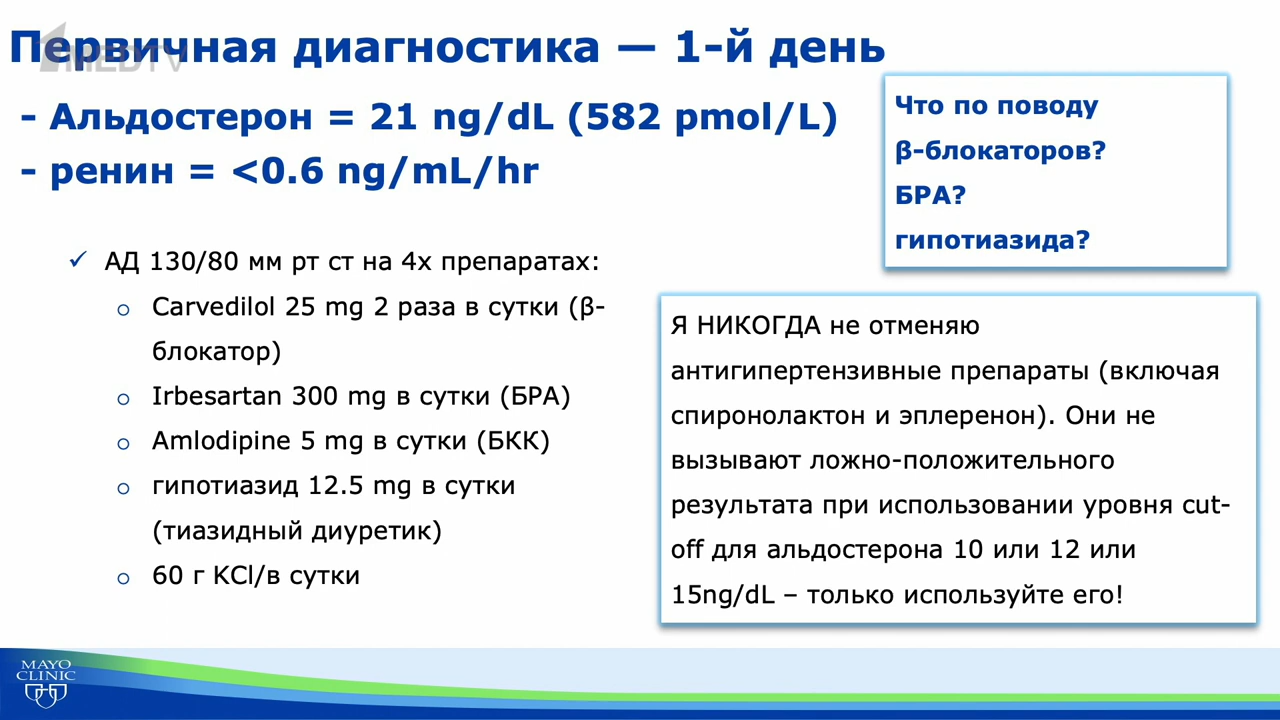 Первичная диагностика — 1-й день
1MEDTV
- Альдостерон = 21 ng/dL (582 pmol/L)
- ренин = <0.6 ng/mL/hr
Что по поводу
β-блокаторов?
БРА?
гипотиазида?
✓ АД 130/80 мм рт ст на 4х препаратах:
o Carvedilol 25 mg 2 раза в сутки (β-
блокатор)
o Irbesartan 300 mg в сутки (БРА)
o Amlodipine 5 mg в сутки (БКК)
o гипотиазид 12.5 mg в сутки
(тиазидный диуретик)
o 60 г KCl/в сутки
Я НИКОГДА не отменяю
антигипертензивные препараты (включая
спиронолактон и эплеренон). Они не
вызывают ложно-положительного
результата при использовании уровня cut-
off для альдостерона 10 или 12 или
15ng/dL – только используйте его!
MAYO
CLINIC